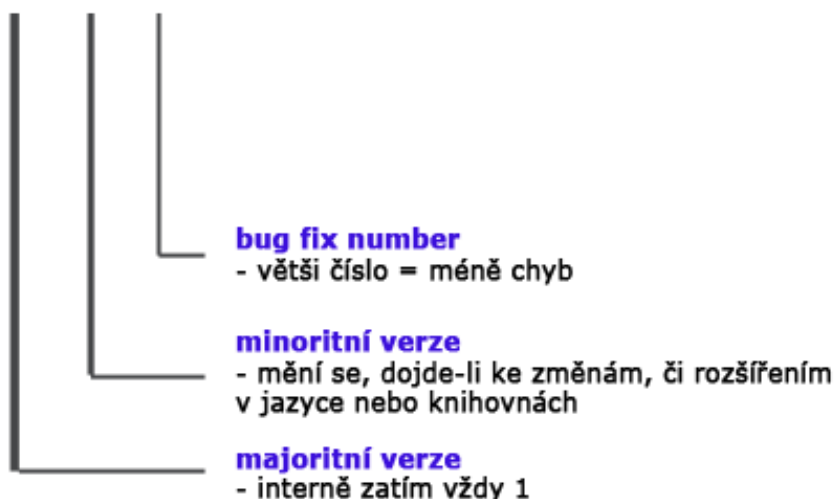 bug fix number
- větši číslo = méně chyb
minoritní verze
- mění se, dojde-li ke změnám, či rozšířením
v jazyce nebo knihovnách
majoritní verze
- interně zatím vždy 1